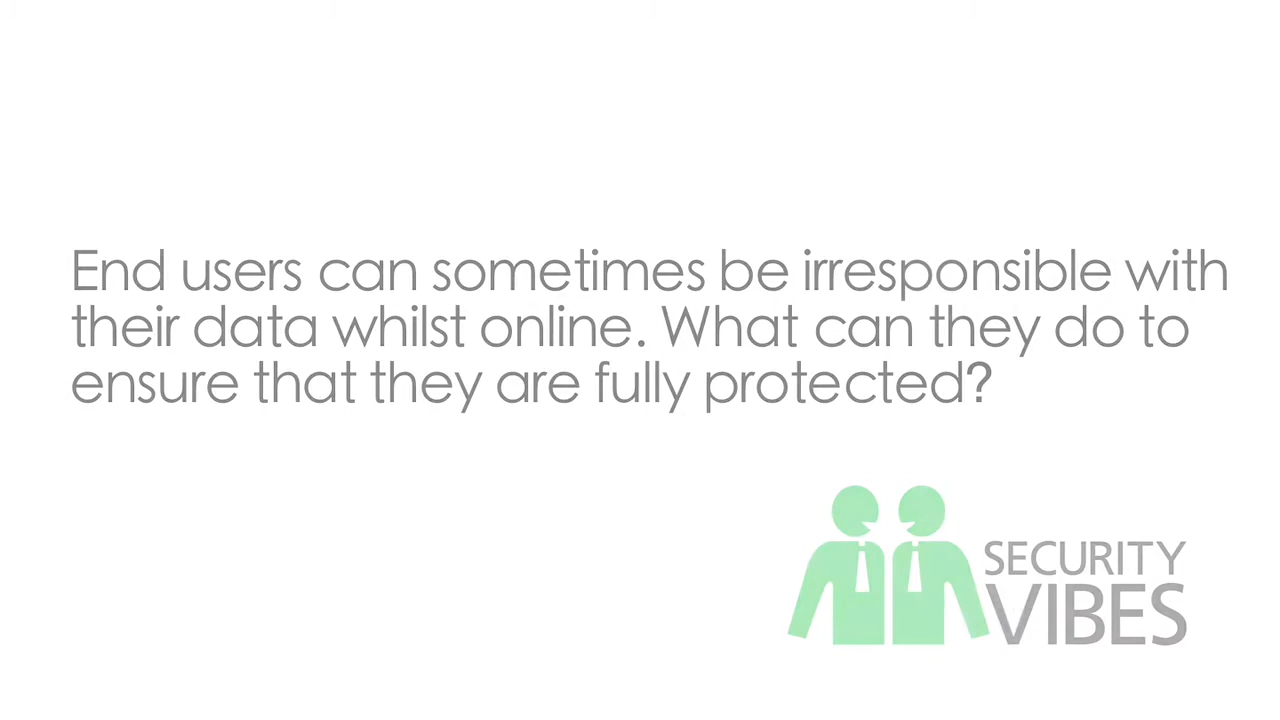 End users can sometimes be irresponsible with
their data whilst online. What can they do to
ensure that they are fully protected?
SECURITY
VIBES